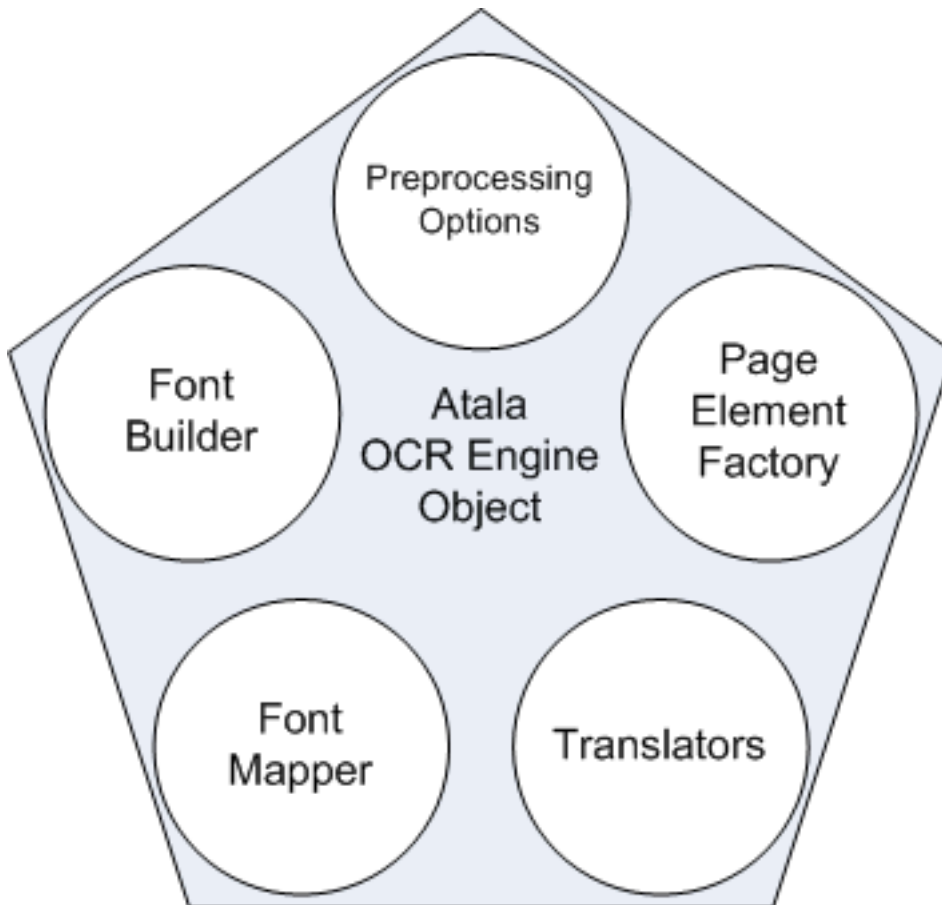 Preprocessing
Options
Font
Builder
Atala
OCR Engine
Object
Page
Element
Factory
Font
Mapper
Translators